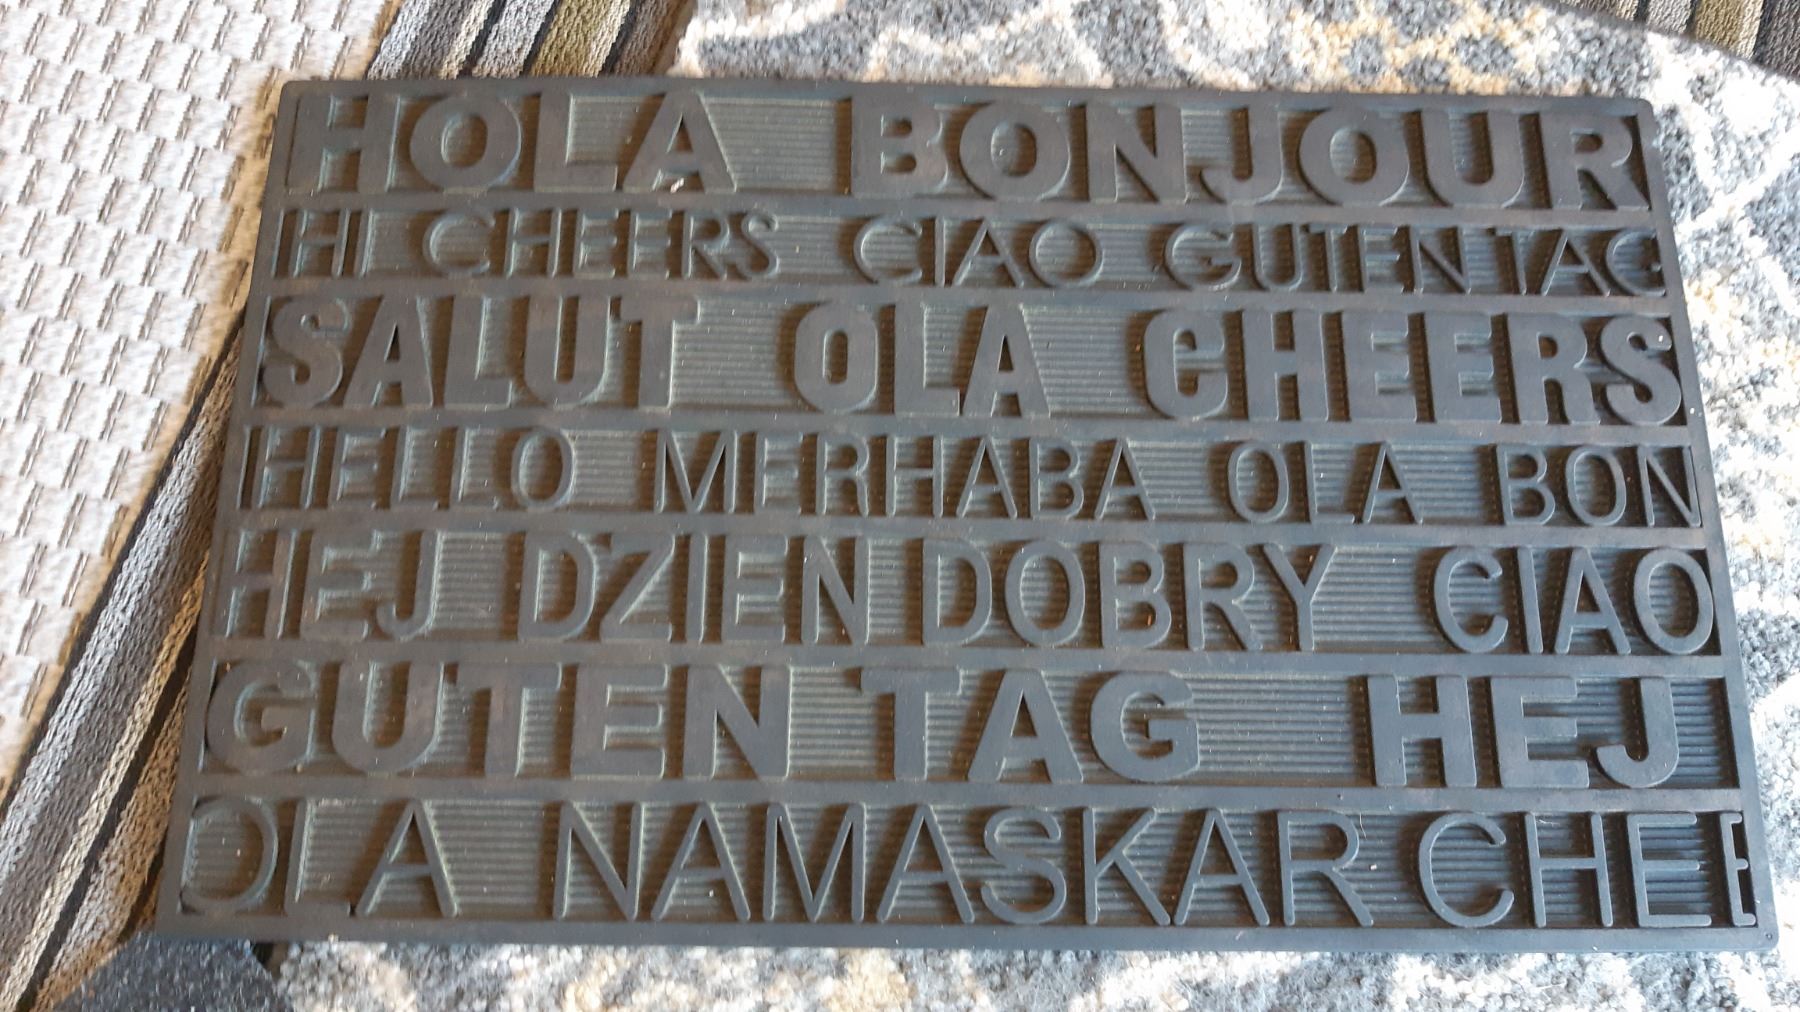 HOLA BONJOUR
HI CHEERS CIAO GUTEN TAG
SALUT OLA CHEERS
HELLO MERHABA OLA BON
HEJ DZIEN DOBRY CIAO
GUTEN TAG HEJ
OLA NAMASKAR CHEE